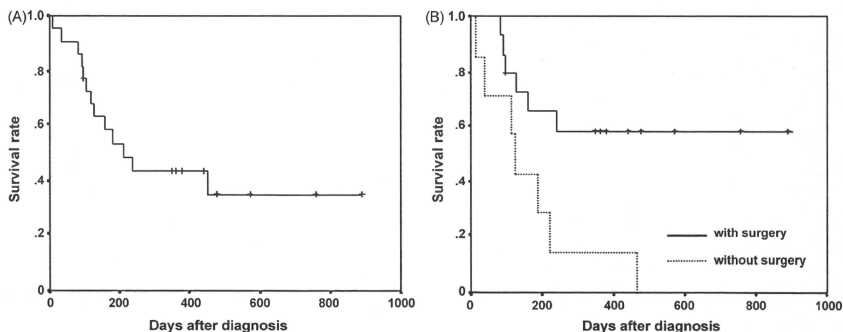 (A)
1.0
.8
.6
.4
.2
0
Survival rate
0 200 400 600 800 1000
Days after diagnosis
(B)
1.0
.8
.6
.4
.2
0
Survival rate
with surgery
without surgery
0 200 400 600 800 1000
Days after diagnosis